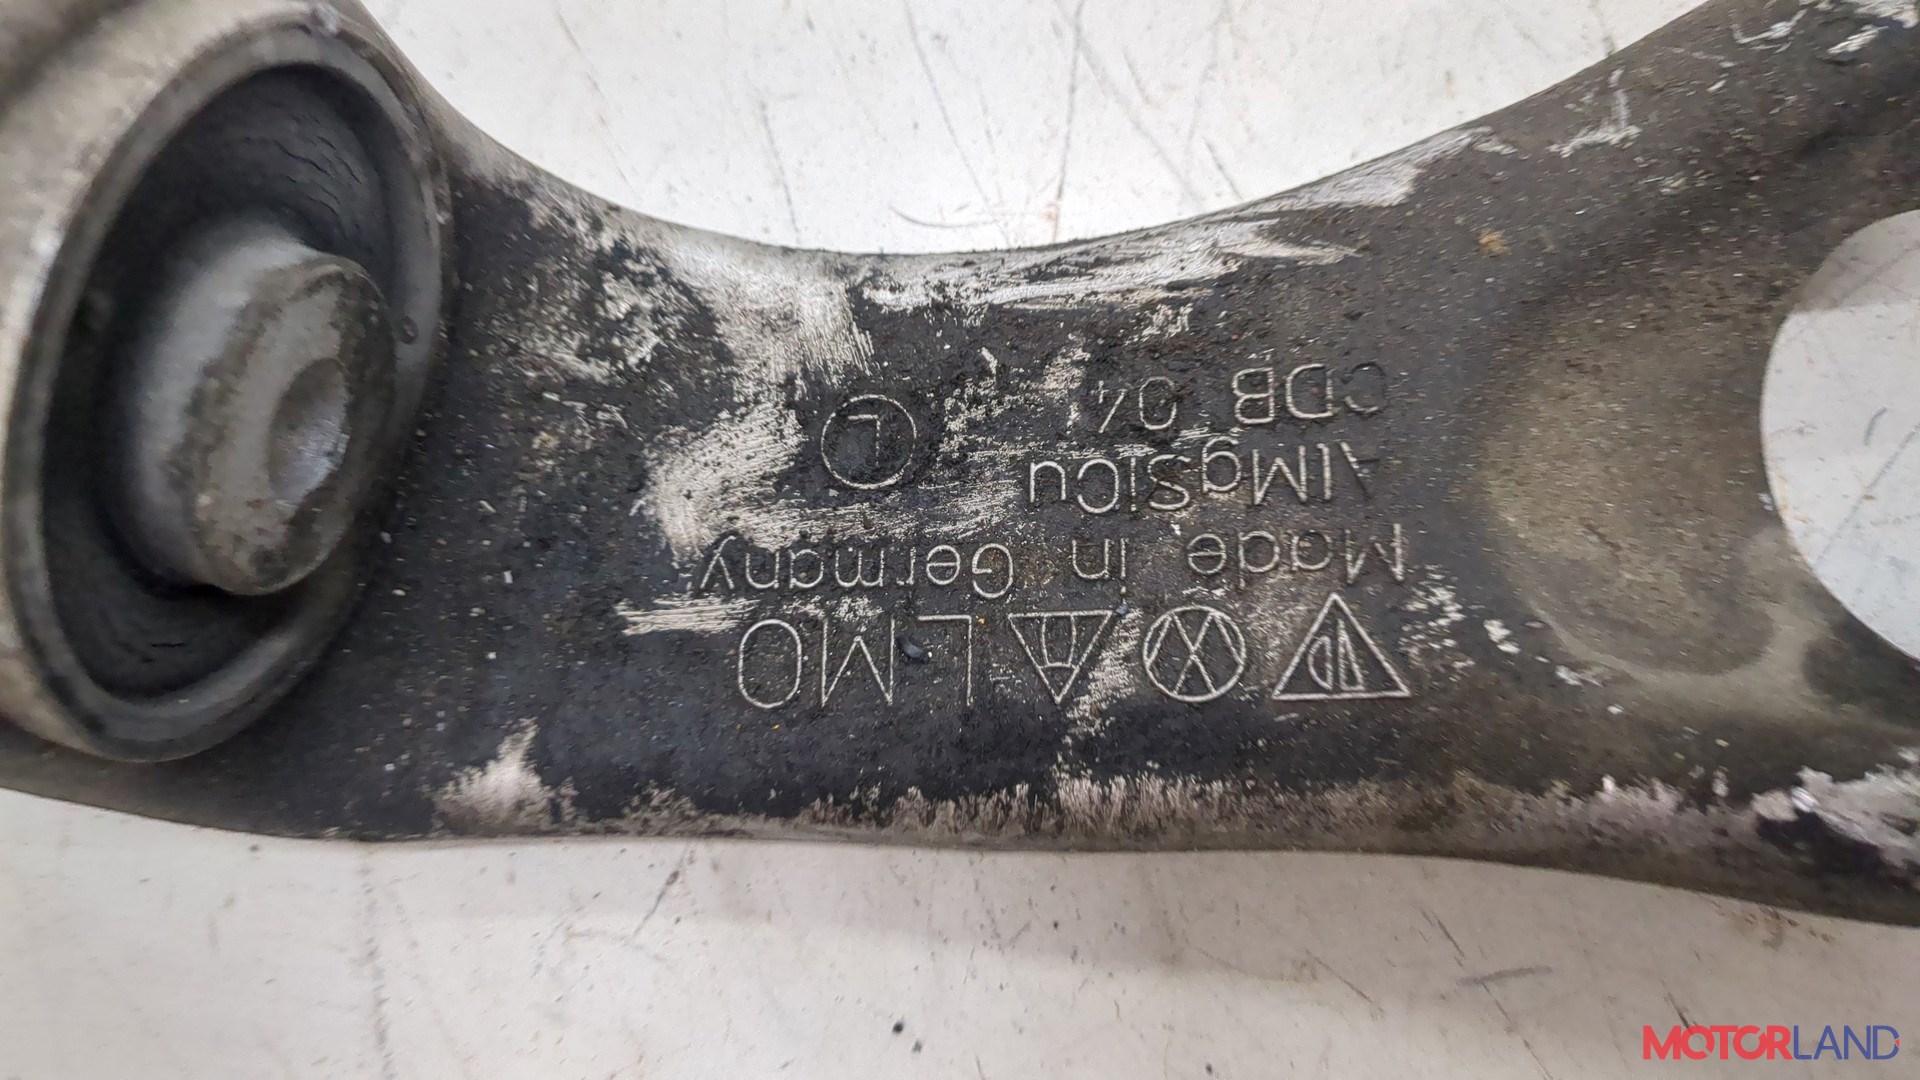 LMO
Made in Germany
AlMgSiCu
CDB 04
L
MOTORLAND